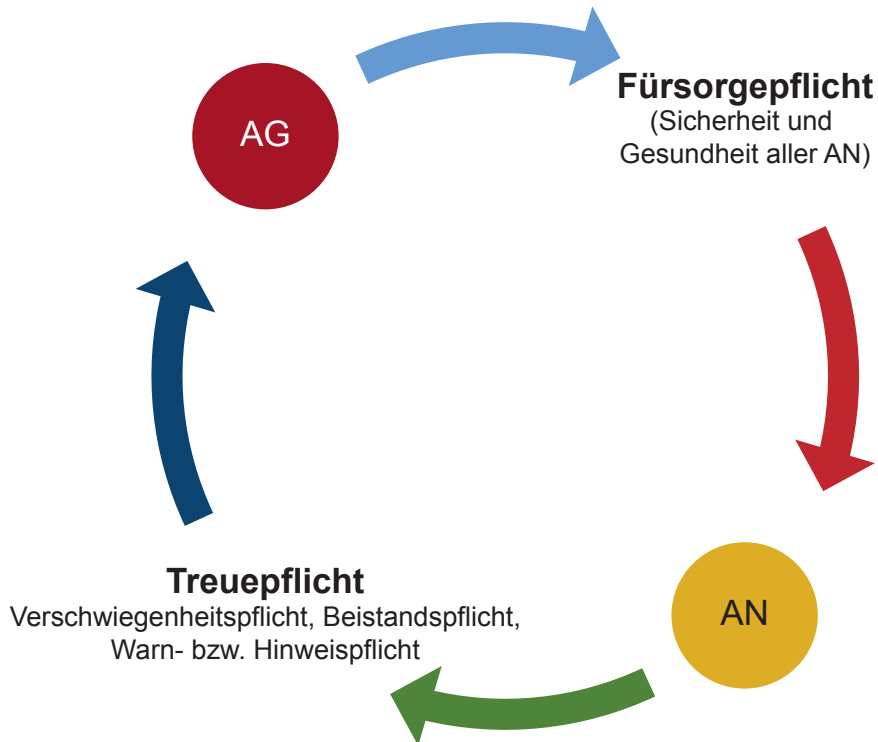 AG
Fürsorgepflicht
(Sicherheit und
Gesundheit aller AN)
AN
Treuepflicht
Verschwiegenheitspflicht, Beistandspflicht,
Warn- bzw. Hinweispflicht